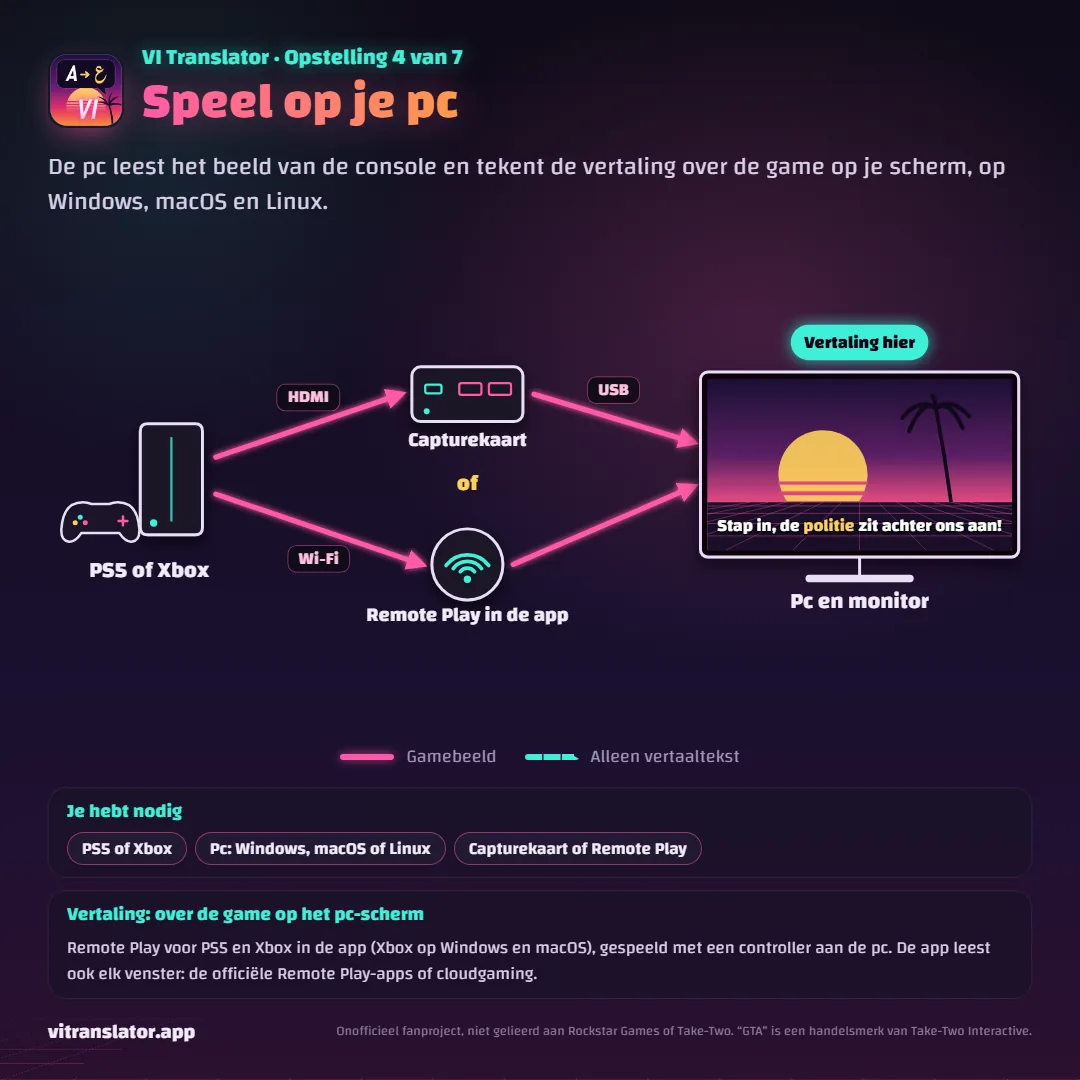 A→ع
VI
VI Translator · Opstelling 4 van 7
Speel op je pc
De pc leest het beeld van de console en tekent de vertaling over de game op je scherm, op
Windows, macOS en Linux.
Vertaling hier
HDMI
USB
Capturekaart
of
Stap in, de politie zit achter ons aan!
Wi-Fi
PS5 of Xbox
Remote Play in de app
Pc en monitor
Gamebeeld
Alleen vertaaltekst
Je hebt nodig
PS5 of Xbox
Pc: Windows, macOS of Linux
Capturekaart of Remote Play
Vertaling: over de game op het pc-scherm
Remote Play voor PS5 en Xbox in de app (Xbox op Windows en macOS), gespeeld met een controller aan de pc. De app leest
ook elk venster: de officiële Remote Play-apps of cloudgaming.
vitranslator.app
Onofficieel fanproject, niet gelieerd aan Rockstar Games of Take-Two. “GTA” is een handelsmerk van Take-Two Interactive.